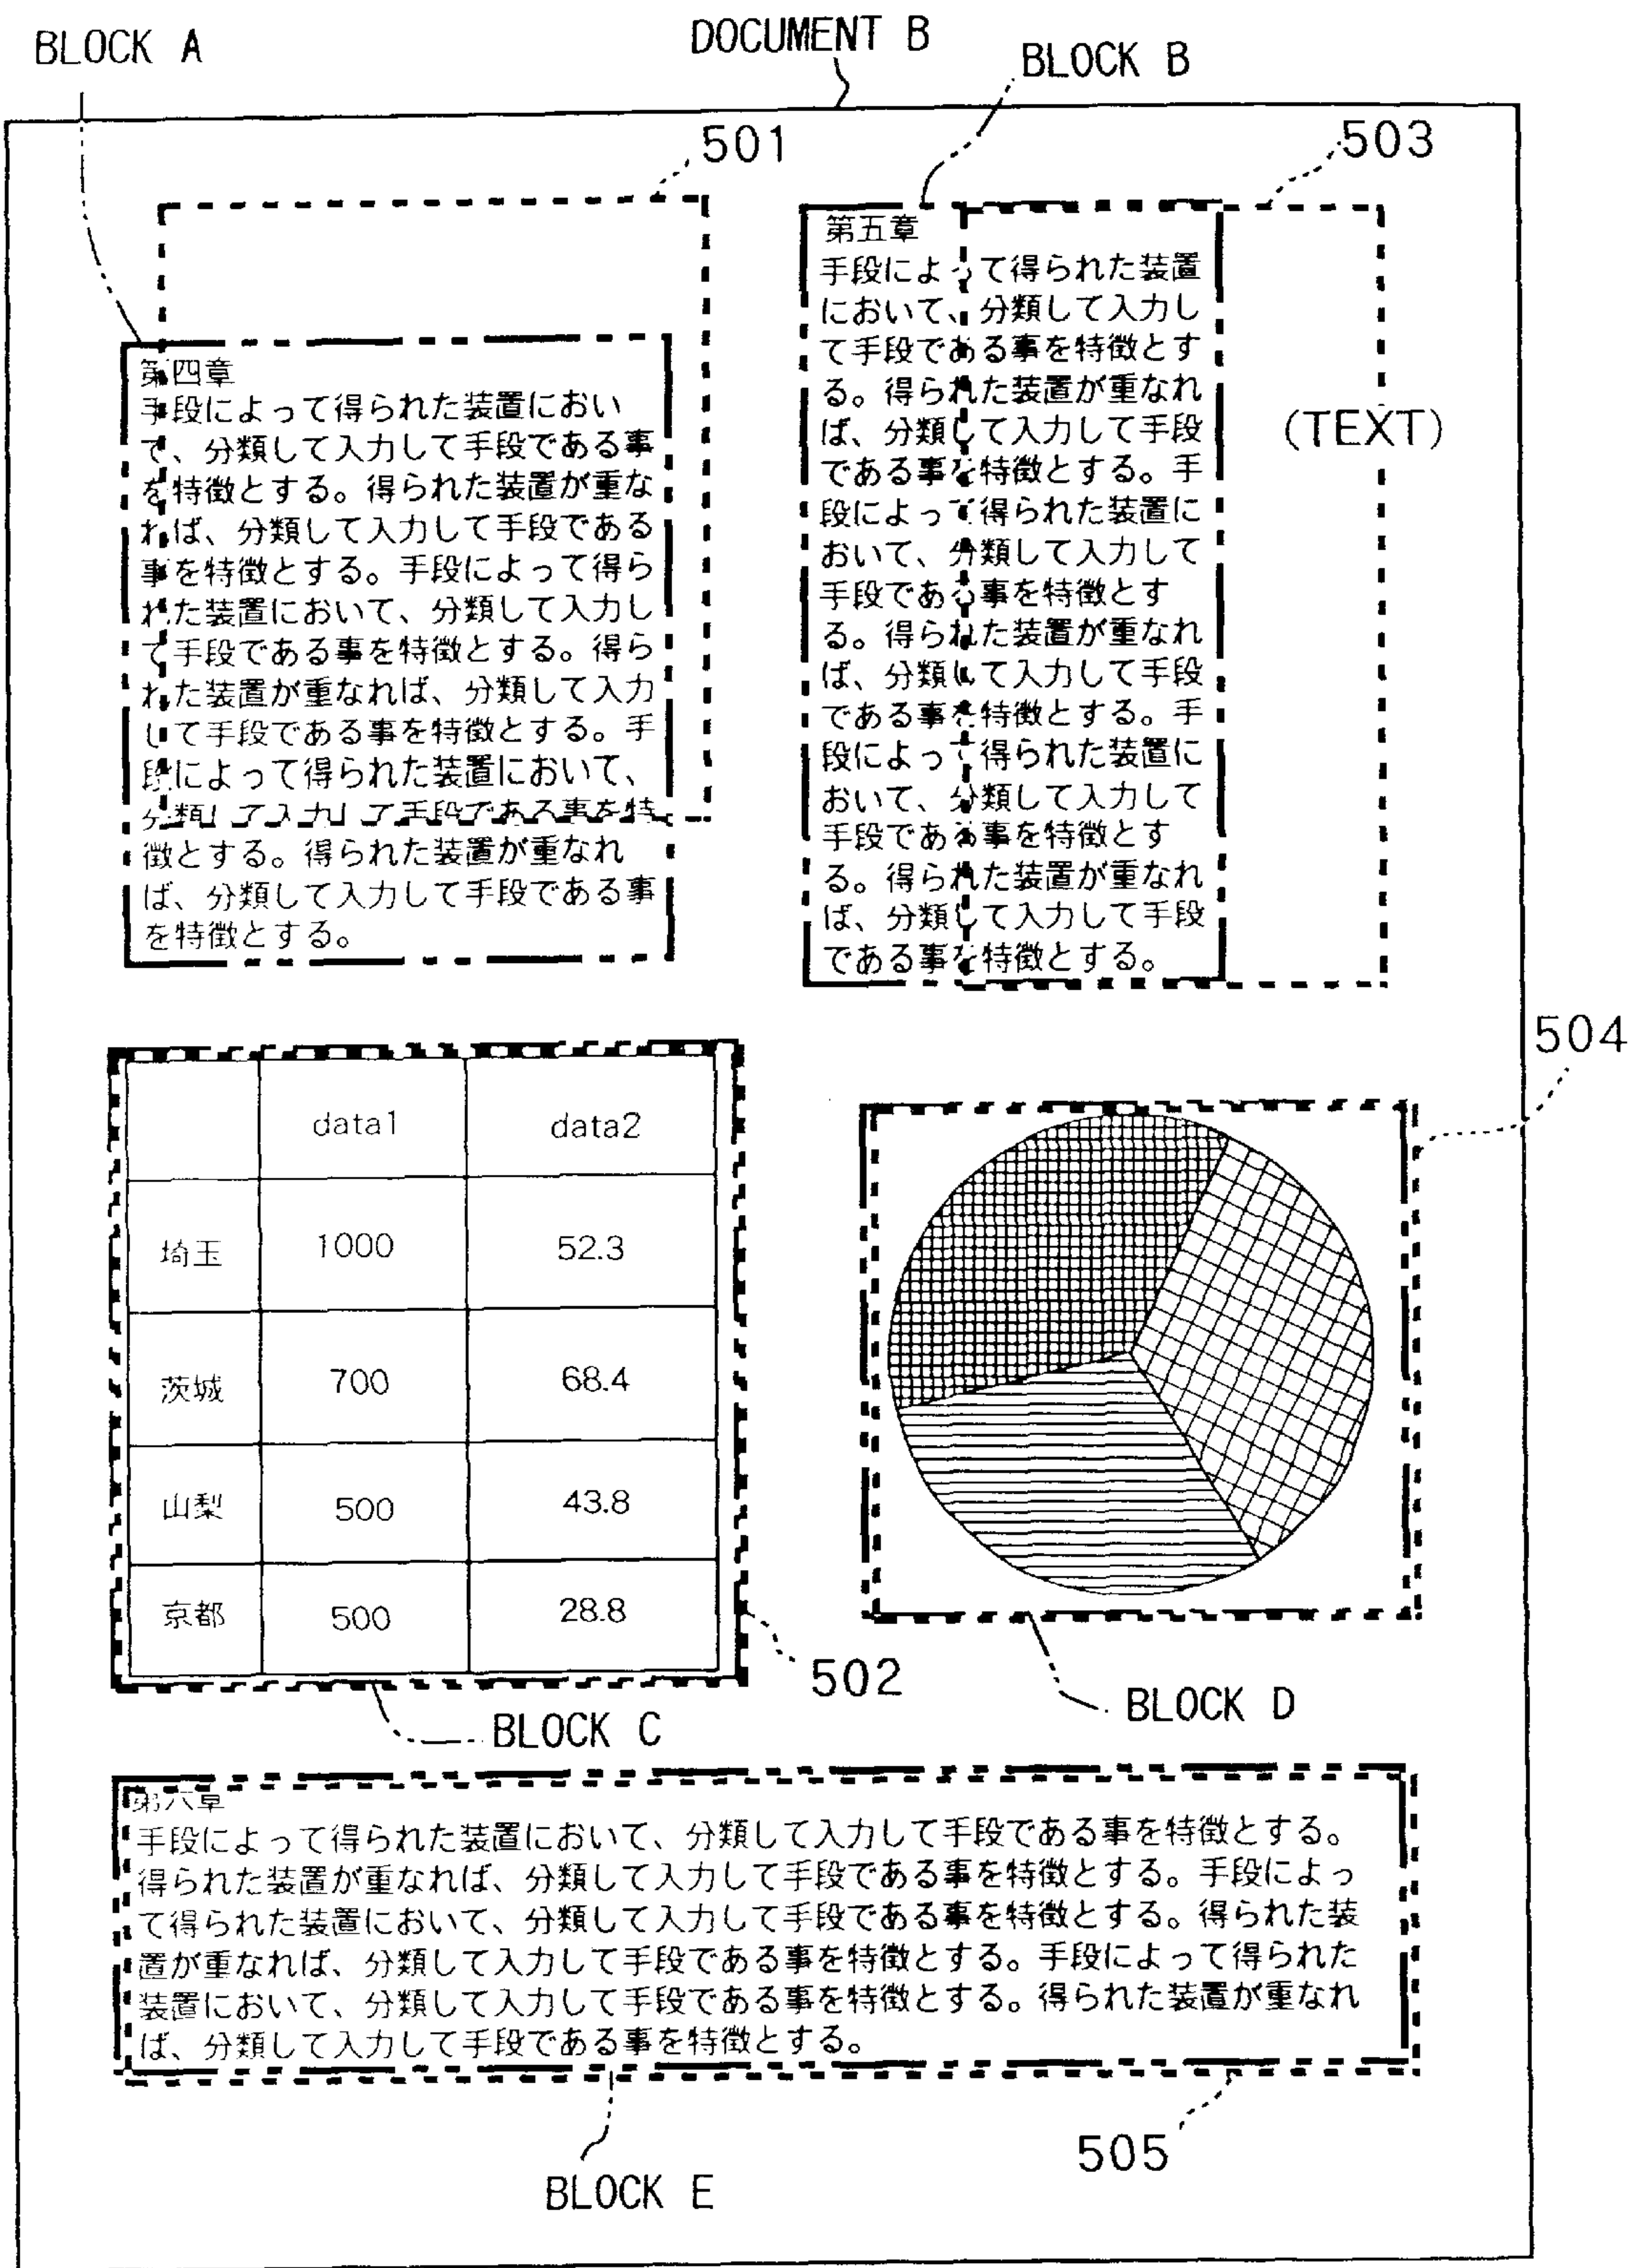 BLOCK A
DOCUMENT B
BLOCK B
501
503
第四章
手段によって得られた装置におい
て、分類して入力して手段である事
を特徴とする。得られた装置が重な
れば、分類して入力して手段である
事を特徴とする。手段によって得ら
れた装置において、分類して入力し
て手段である事を特徴とする。得ら
れた装置が重なれば、分類して入力
して手段である事を特徴とする。手
段によって得られた装置において、
分類して入力して手段である事を特
徴とする。得られた装置が重なれ
ば、分類して入力して手段である事
を特徴とする。
第五章
手段によって得られた装置
において、分類して入力し
て手段である事を特徴とす
る。得られた装置が重なれ
ば、分類して入力して手段
である事を特徴とする。手
段によって得られた装置に
おいて、分類して入力して
手段である事を特徴とす
る。得られた装置が重なれ
ば、分類して入力して手段
である事を特徴とする。手
段によって得られた装置に
おいて、分類して入力して
手段である事を特徴とす
る。得られた装置が重なれ
ば、分類して入力して手段
である事を特徴とする。
(TEXT)
504
data1 data2
埼玉 1000 52.3
茨城 700 68.4
山梨 500 43.8
京都 500 28.8
502
BLOCK C
BLOCK D
第六章
手段によって得られた装置において、分類して入力して手段である事を特徴とする。
得られた装置が重なれば、分類して入力して手段である事を特徴とする。手段によっ
て得られた装置において、分類して入力して手段である事を特徴とする。得られた装
置が重なれば、分類して入力して手段である事を特徴とする。手段によって得られた
装置において、分類して入力して手段である事を特徴とする。得られた装置が重なれ
ば、分類して入力して手段である事を特徴とする。
505
BLOCK E